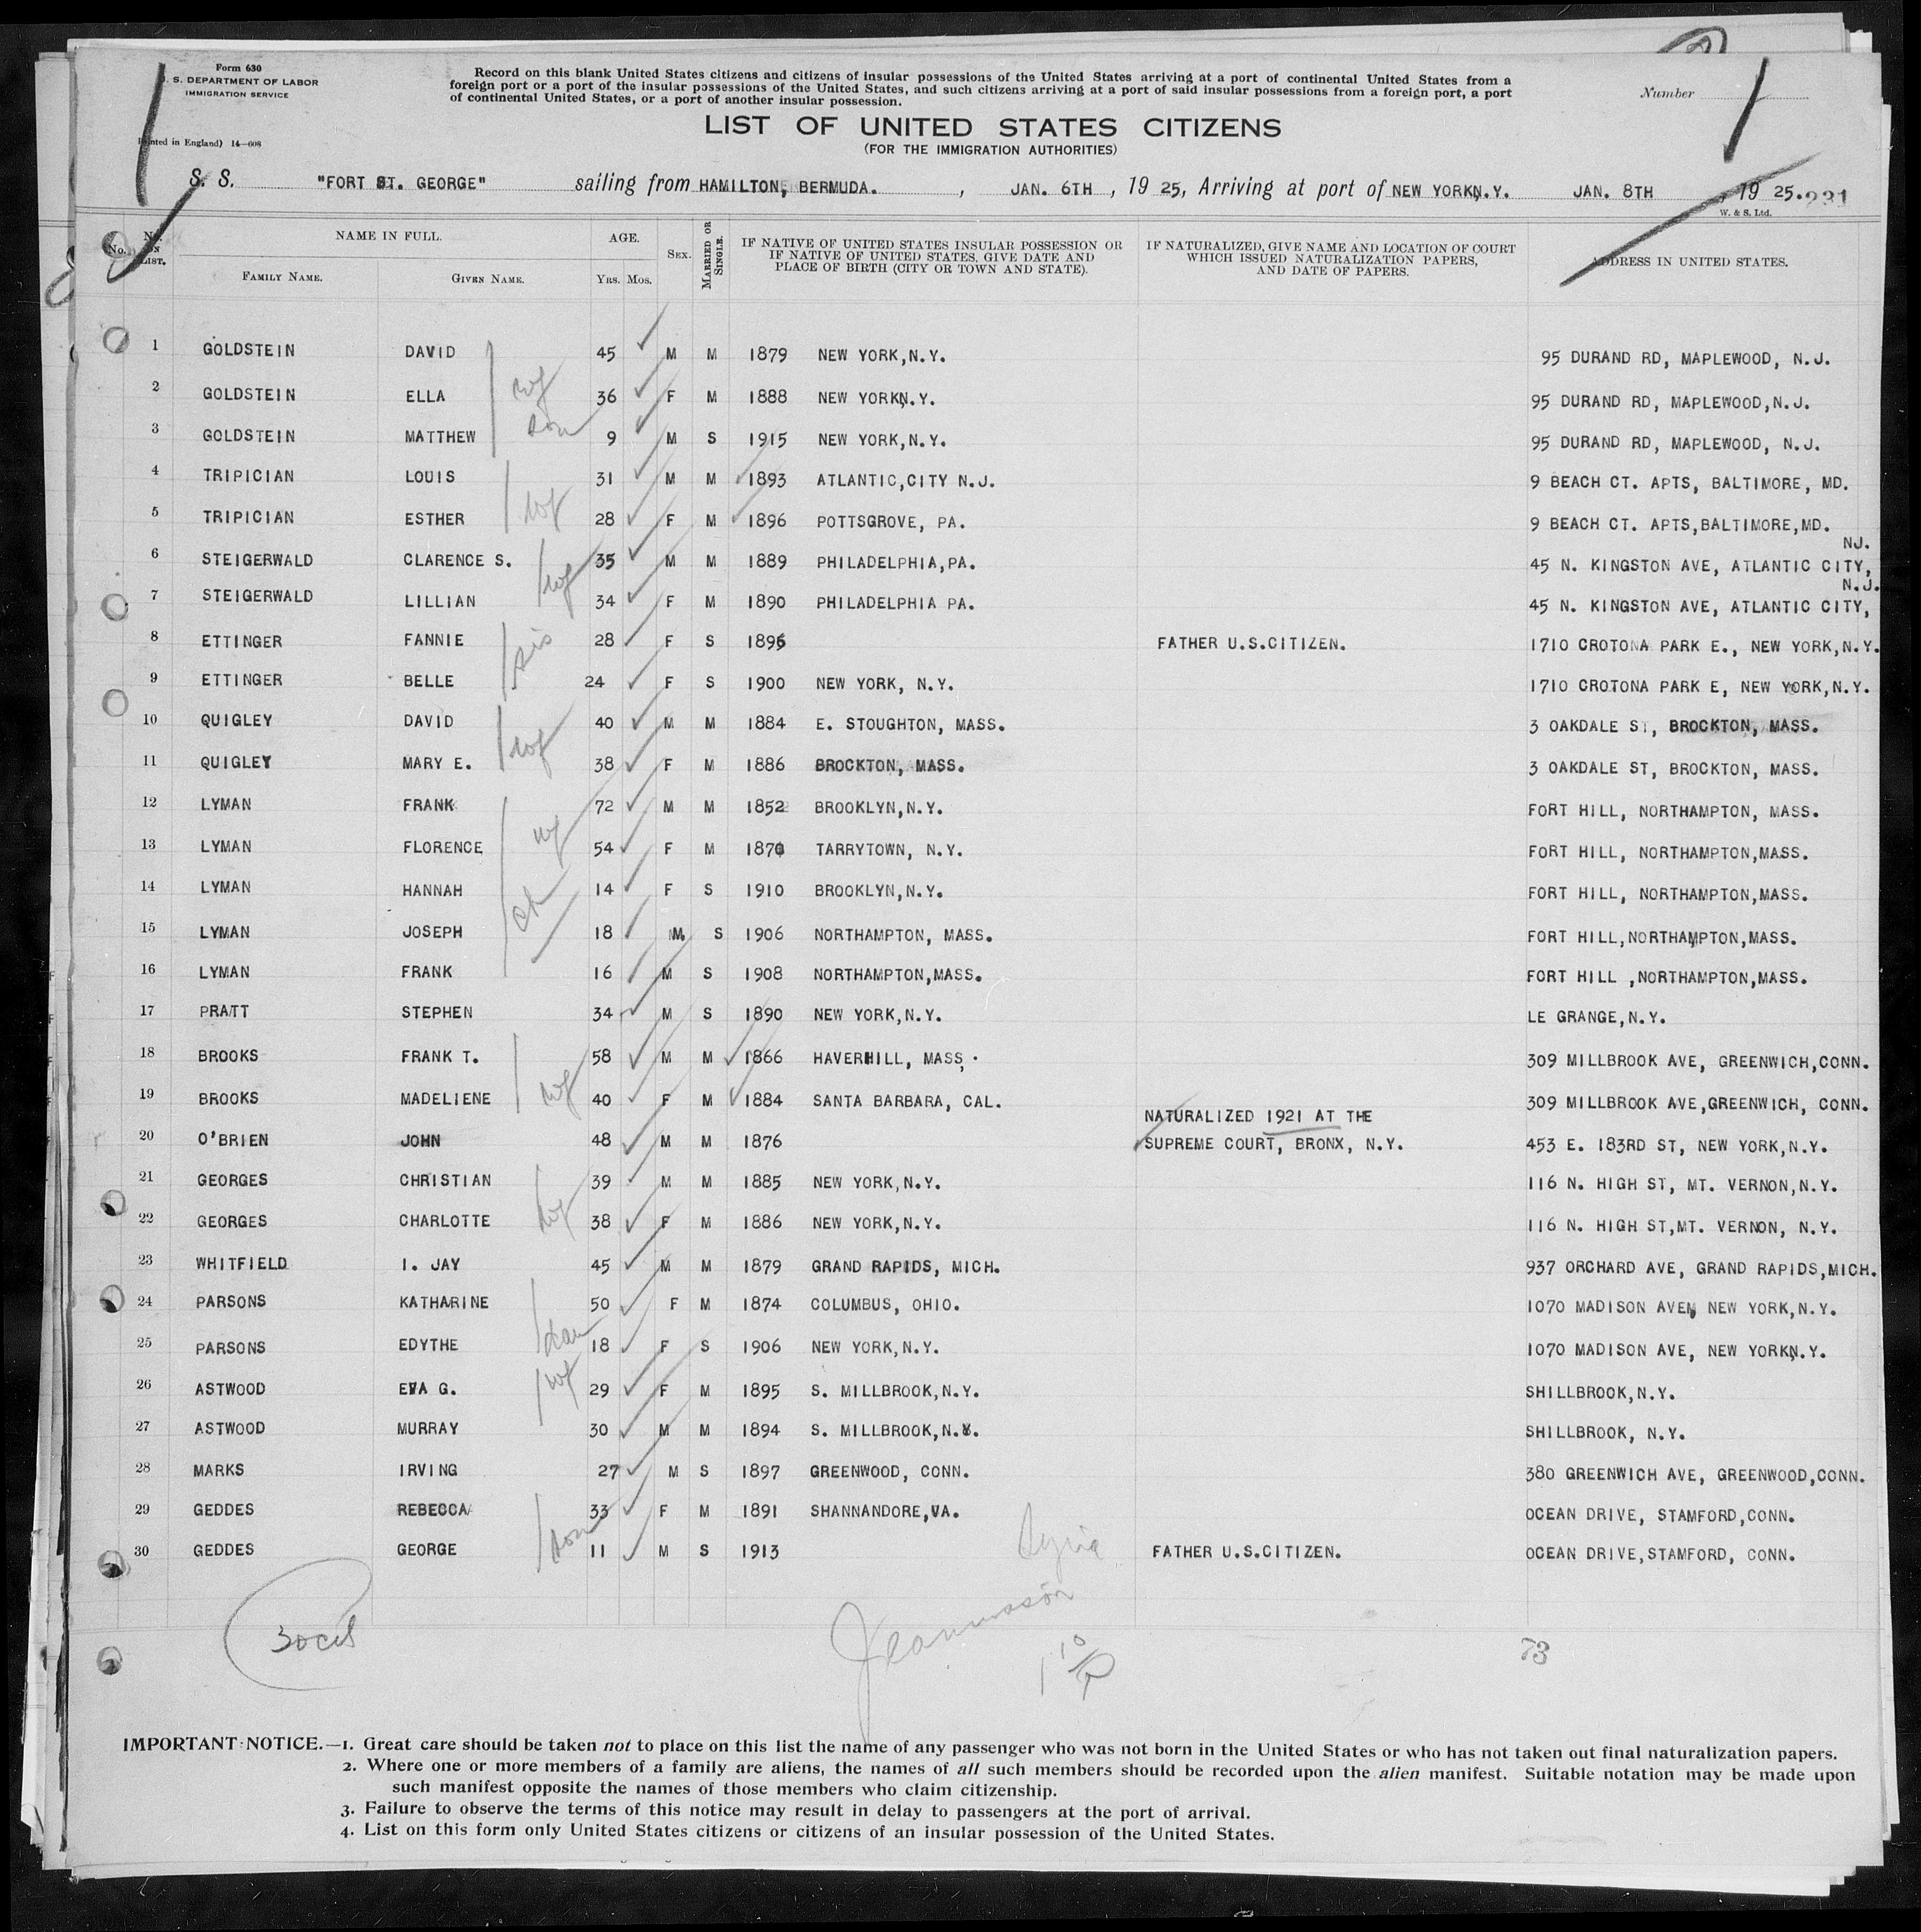 Form 630
. S. DEPARTMENT OF LABOR
IMMIGRATION SERVICE
nted in England) 14—608
Record on this blank United States citizens and citizens of insular possessions of the United States arriving at a port of continental United States from a
foreign port or a port of the insular possessions of the United States, and such citizens arriving at a port of said insular possessions from a foreign port, a port
of continental United States, or a port of another insular possession.
Number
LIST OF UNITED STATES CITIZENS
(FOR THE IMMIGRATION AUTHORITIES)
S. S. "FORT ST. GEORGE" sailing from HAMILTON, BERMUDA. , JAN. 6TH , 19 25, Arriving at port of NEW YORK,N.Y. JAN. 8TH , 19 25. 231
W. & S. Ltd.
No. No. ON LIST. NAME IN FULL. FAMILY NAME. GIVEN NAME. AGE. YRS. MOS. SEX. MARRIED OR SINGLE. IF NATIVE OF UNITED STATES INSULAR POSSESSION OR IF NATIVE OF UNITED STATES, GIVE DATE AND PLACE OF BIRTH (CITY OR TOWN AND STATE). IF NATURALIZED, GIVE NAME AND LOCATION OF COURT WHICH ISSUED NATURALIZATION PAPERS, AND DATE OF PAPERS. ADDRESS IN UNITED STATES.
1 GOLDSTEIN DAVID 45 M M 1879 NEW YORK,N.Y. 95 DURAND RD, MAPLEWOOD, N.J.
2 GOLDSTEIN ELLA wf 36 F M 1888 NEW YORK,N.Y. 95 DURAND RD, MAPLEWOOD,N.J.
3 GOLDSTEIN MATTHEW son 9 M S 1915 NEW YORK,N.Y. 95 DURAND RD, MAPLEWOOD, N.J.
4 TRIPICIAN LOUIS 31 M M 1893 ATLANTIC,CITY N.J. 9 BEACH CT. APTS, BALTIMORE, MD.
5 TRIPICIAN ESTHER wf 28 F M 1896 POTTSGROVE, PA. 9 BEACH CT. APTS,BALTIMORE,MD.
6 STEIGERWALD CLARENCE S. 35 M M 1889 PHILADELPHIA,PA. 45 N. KINGSTON AVE, ATLANTIC CITY, NJ.
7 STEIGERWALD LILLIAN wf 34 F M 1890 PHILADELPHIA PA. 45 N. KINGSTON AVE, ATLANTIC CITY, N.J.
8 ETTINGER FANNIE sis 28 F S 1896 FATHER U.S.CITIZEN. 1710 CROTONA PARK E., NEW YORK,N.Y.
9 ETTINGER BELLE 24 F S 1900 NEW YORK, N.Y. 1710 CROTONA PARK E, NEW YORK,N.Y.
10 QUIGLEY DAVID 40 M M 1884 E. STOUGHTON, MASS. 3 OAKDALE ST, BROCKTON, MASS.
11 QUIGLEY MARY E. wf 38 F M 1886 BROCKTON, MASS. 3 OAKDALE ST, BROCKTON, MASS.
12 LYMAN FRANK 72 M M 1852 BROOKLYN,N.Y. FORT HILL, NORTHAMPTON, MASS.
13 LYMAN FLORENCE wf 54 F M 1870 TARRYTOWN, N.Y. FORT HILL, NORTHAMPTON,MASS.
14 LYMAN HANNAH ch 14 F S 1910 BROOKLYN,N.Y. FORT HILL, NORTHAMPTON,MASS.
15 LYMAN JOSEPH 18 M S 1906 NORTHAMPTON, MASS. FORT HILL,NORTHAMPTON,MASS.
16 LYMAN FRANK 16 M S 1908 NORTHAMPTON,MASS. FORT HILL ,NORTHAMPTON,MASS.
17 PRATT STEPHEN 34 M S 1890 NEW YORK,N.Y. LE GRANGE,N.Y.
18 BROOKS FRANK T. 58 M M 1866 HAVERHILL, MASS. 309 MILLBROOK AVE, GREENWICH,CONN.
19 BROOKS MADELIENE wf 40 F M 1884 SANTA BARBARA, CAL. 309 MILLBROOK AVE,GREENWICH, CONN.
NATURALIZED 1921 AT THE
20 O'BRIEN JOHN 48 M M 1876 SUPREME COURT, BRONX, N.Y. 453 E. 183RD ST, NEW YORK,N.Y.
21 GEORGES CHRISTIAN 39 M M 1885 NEW YORK,N.Y. 116 N. HIGH ST, MT. VERNON,N.Y.
22 GEORGES CHARLOTTE wf 38 F M 1886 NEW YORK,N.Y. 116 N. HIGH ST,MT. VERNON, N.Y.
23 WHITFIELD I. JAY 45 M M 1879 GRAND RAPIDS, MICH. 937 ORCHARD AVE, GRAND RAPIDS,MICH.
24 PARSONS KATHARINE 50 F M 1874 COLUMBUS, OHIO. 1070 MADISON AVE, NEW YORK,N.Y.
25 PARSONS EDYTHE dau 18 F S 1906 NEW YORK,N.Y. 1070 MADISON AVE, NEW YORK,N.Y.
26 ASTWOOD EVA G. wf 29 F M 1895 S. MILLBROOK,N.Y. SHILLBROOK,N.Y.
27 ASTWOOD MURRAY 30 M M 1894 S. MILLBROOK,N.Y. SHILLBROOK, N.Y.
28 MARKS IRVING 27 M S 1897 GREENWOOD, CONN. 380 GREENWICH AVE, GREENWOOD,CONN.
29 GEDDES REBECCA 33 F M 1891 SHANNANDORE,VA. OCEAN DRIVE, STAMFORD,CONN.
30 GEDDES GEORGE son 11 M S 1913 Syria FATHER U.S.CITIZEN. OCEAN DRIVE,STAMFORD, CONN.
30 cit
73
IMPORTANT NOTICE.—1. Great care should be taken not to place on this list the name of any passenger who was not born in the United States or who has not taken out final naturalization papers.
2. Where one or more members of a family are aliens, the names of all such members should be recorded upon the alien manifest. Suitable notation may be made upon
such manifest opposite the names of those members who claim citizenship.
3. Failure to observe the terms of this notice may result in delay to passengers at the port of arrival.
4. List on this form only United States citizens or citizens of an insular possession of the United States.